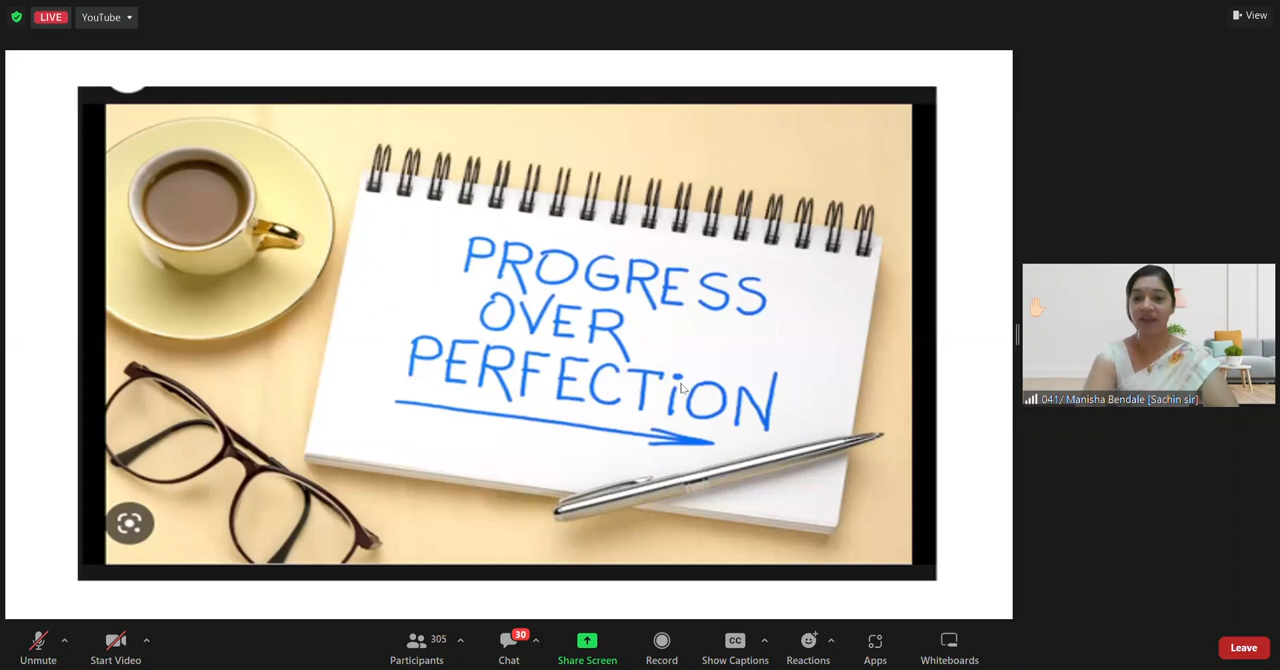 LIVE
YouTube
View
PROGRESS
OVER
PERFECTiON
041/ Manisha Bendale [Sachin sir]
Unmute
Start Video
305
Participants
30
Chat
Share Screen
Record
CC
Show Captions
Reactions
Apps
Whiteboards
Leave